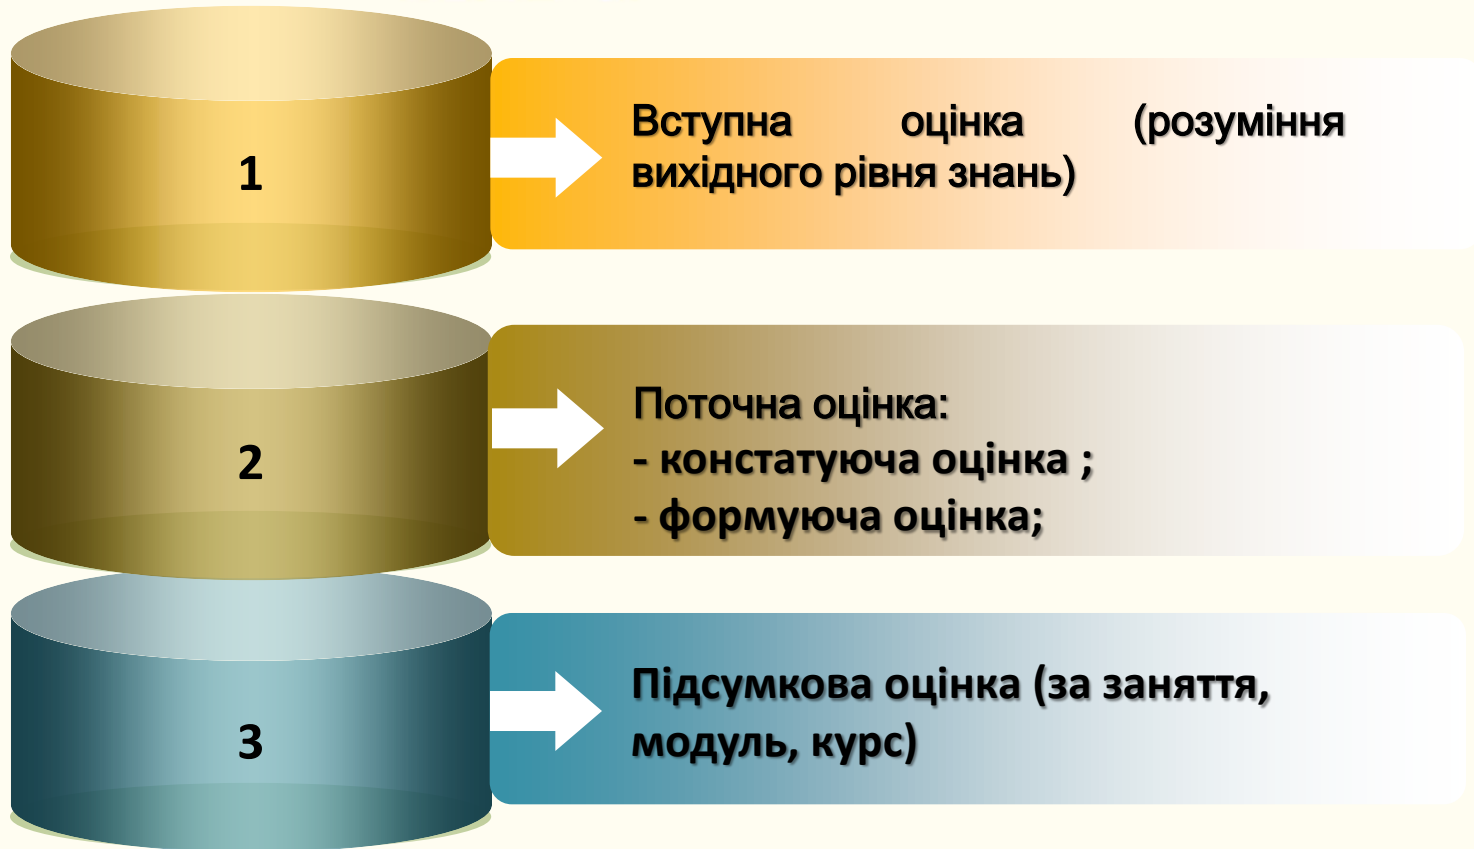 1
Вступна оцінка (розуміння
вихідного рівня знань)
2
Поточна оцінка:
- констатуюча оцінка ;
- формуюча оцінка;
3
Підсумкова оцінка (за заняття,
модуль, курс)